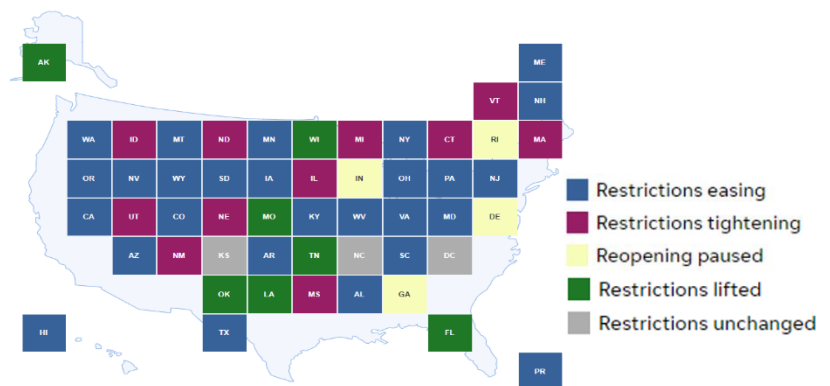 AK
ME
VT
NH
WA
ID
MT
ND
MN
WI
MI
NY
CT
RI
MA
OR
NV
WY
SD
IA
IL
IN
OH
PA
NJ
CA
UT
CO
NE
MO
KY
WV
VA
MD
DE
AZ
NM
KS
AR
TN
NC
SC
DC
OK
LA
MS
AL
GA
HI
TX
FL
PR
Restrictions easing
Restrictions tightening
Reopening paused
Restrictions lifted
Restrictions unchanged